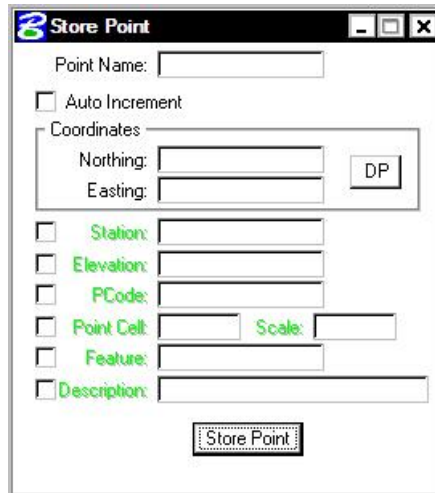 Store Point
Point Name:
Auto Increment
Coordinates
Northing:
DP
Easting:
Station:
Elevation:
PCode:
Point Cell: Scale:
Feature:
Description:
Store Point